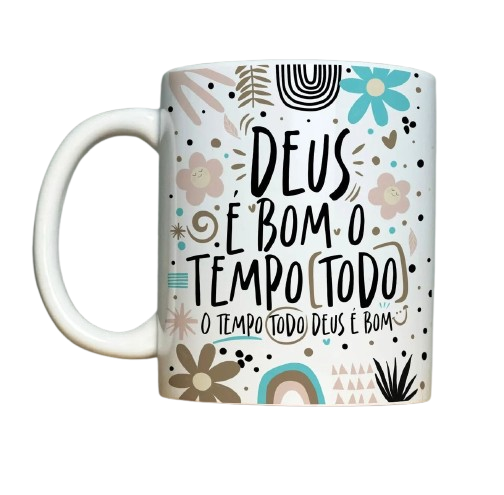 DEUS
É BOM O
TEMPO [TODO]
O TEMPO TODO DEUS É BOM